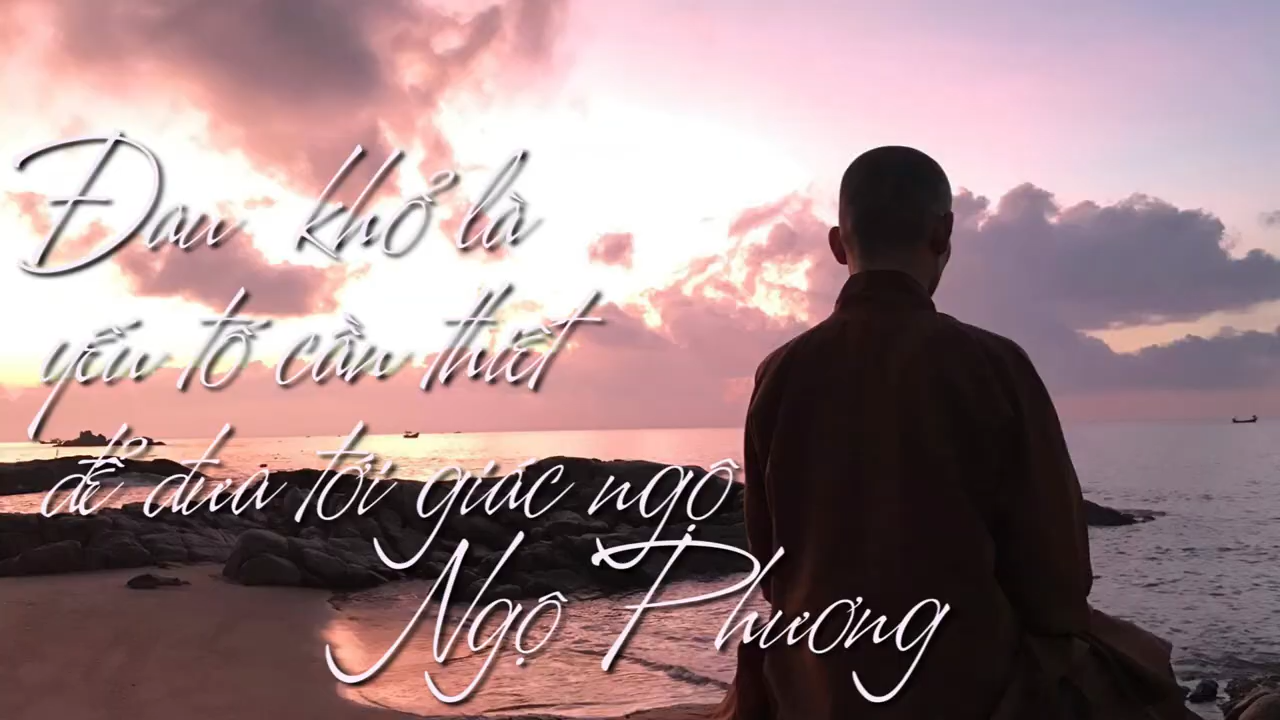 Đau khổ là
yếu tố cần thiết
để đưa tới giác ngộ
Ngộ Phương